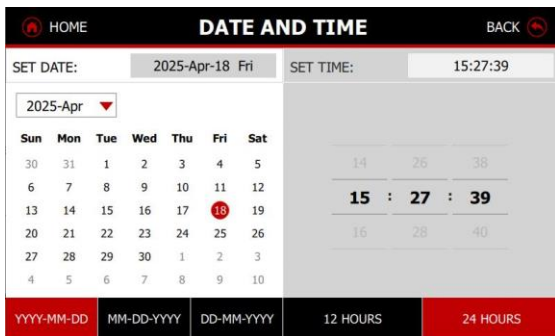 HOME DATE AND TIME BACK
SET DATE: 2025-Apr-18 Fri SET TIME: 15:27:39
2025-Apr
Sun Mon Tue Wed Thu Fri Sat
30 31 1 2 3 4 5
6 7 8 9 10 11 12
13 14 15 16 17 18 19
20 21 22 23 24 25 26
27 28 29 30 1 2 3
4 5 6 7 8 9 10
14 26 38
15 : 27 : 39
16 28 40
YYYY-MM-DD MM-DD-YYYY DD-MM-YYYY 12 HOURS 24 HOURS